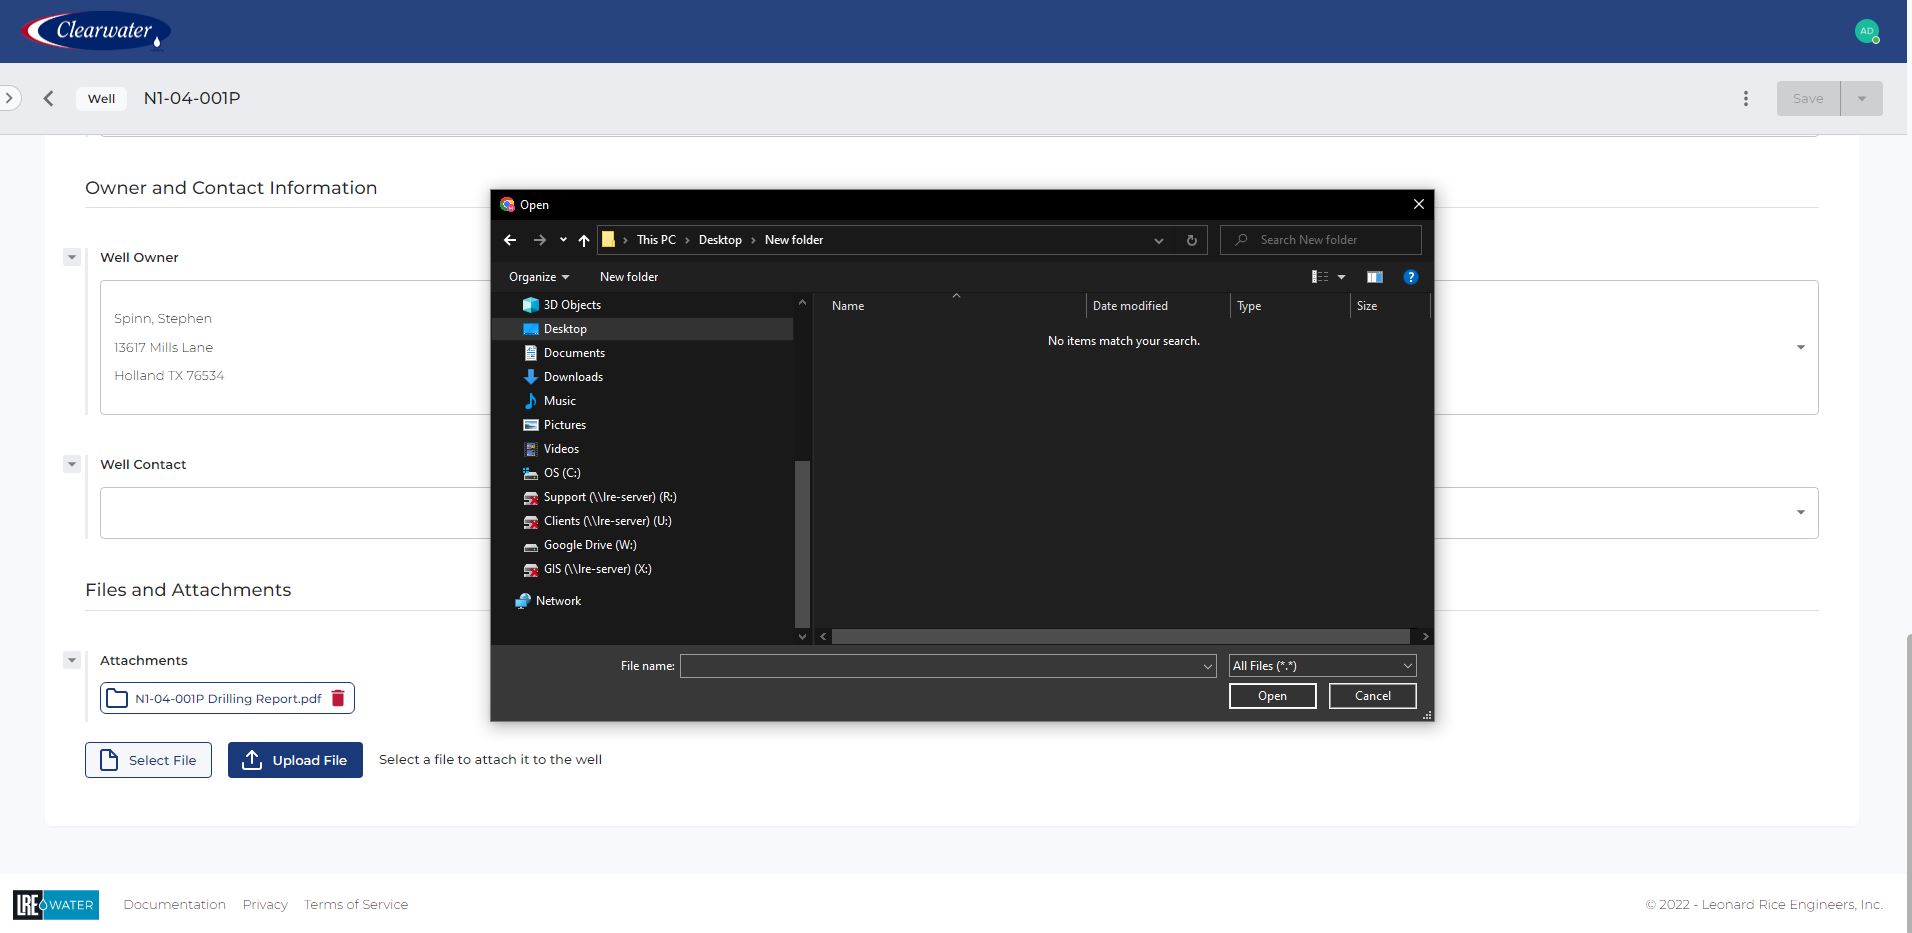 Clearwater
AD
Well
N1-04-001P
Save
Owner and Contact Information
Well Owner
Spinn, Stephen
13617 Mills Lane
Holland TX 76534
Well Contact
Files and Attachments
Attachments
N1-04-001P Drilling Report.pdf
Select File
Upload File
Select a file to attach it to the well
Open
This PC > Desktop > New folder
Search New folder
Organize
New folder
?
3D Objects
Desktop
Documents
Downloads
Music
Pictures
Videos
OS (C:)
Support (\\lre-server) (R:)
Clients (\\lre-server) (U:)
Google Drive (W:)
GIS (\\lre-server) (X:)
Network
Name
Date modified
Type
Size
No items match your search.
File name:
All Files (*.*)
Open
Cancel
LRE WATER
Documentation
Privacy
Terms of Service
© 2022 - Leonard Rice Engineers, Inc.